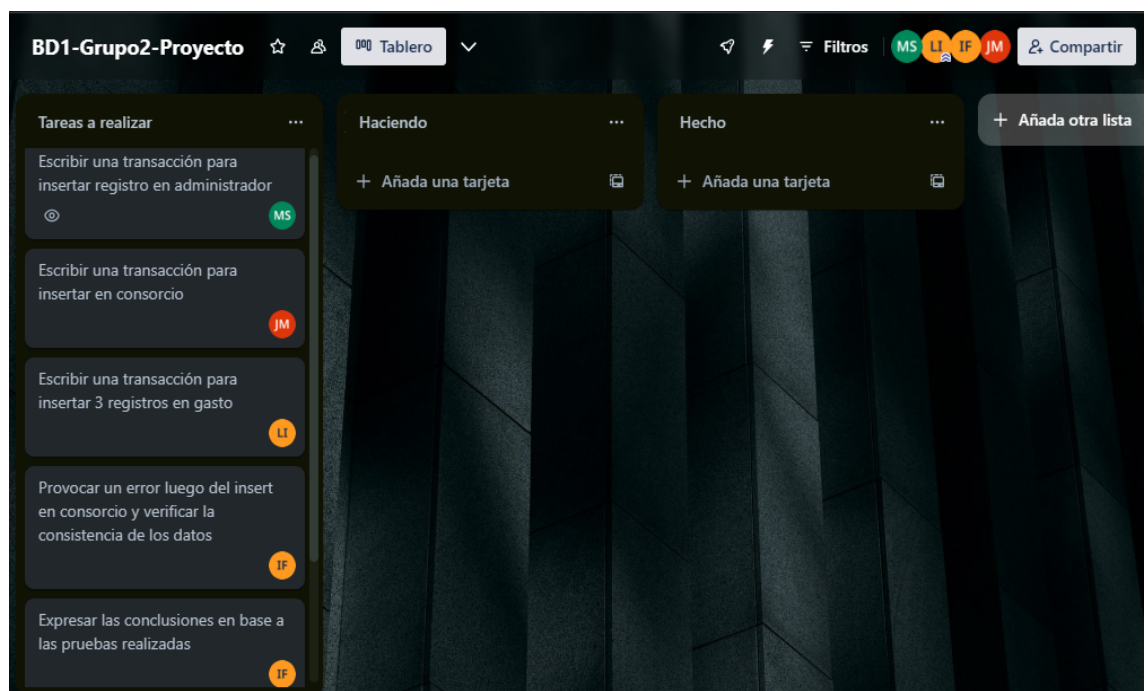 BD1-Grupo2-Proyecto
Tablero
Filtros
MS
LI
IF
JM
Compartir
Tareas a realizar
Haciendo
Hecho
Añada otra lista
Añada una tarjeta
Añada una tarjeta
Escribir una transacción para
insertar registro en administrador
MS
Escribir una transacción para
insertar en consorcio
JM
Escribir una transacción para
insertar 3 registros en gasto
LI
Provocar un error luego del insert
en consorcio y verificar la
consistencia de los datos
IF
Expresar las conclusiones en base a
las pruebas realizadas
IF